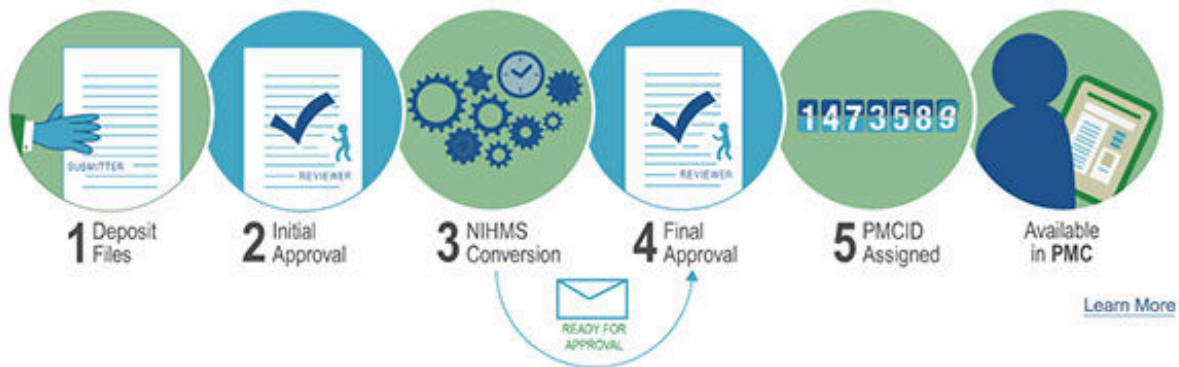 SUBMITTER
REVIEWER
REVIEWER
1473589
1 Deposit
Files
2 Initial
Approval
3 NIHMS
Conversion
4 Final
Approval
5 PMCID
Assigned
Available
in PMC
READY FOR
APPROVAL
Learn More